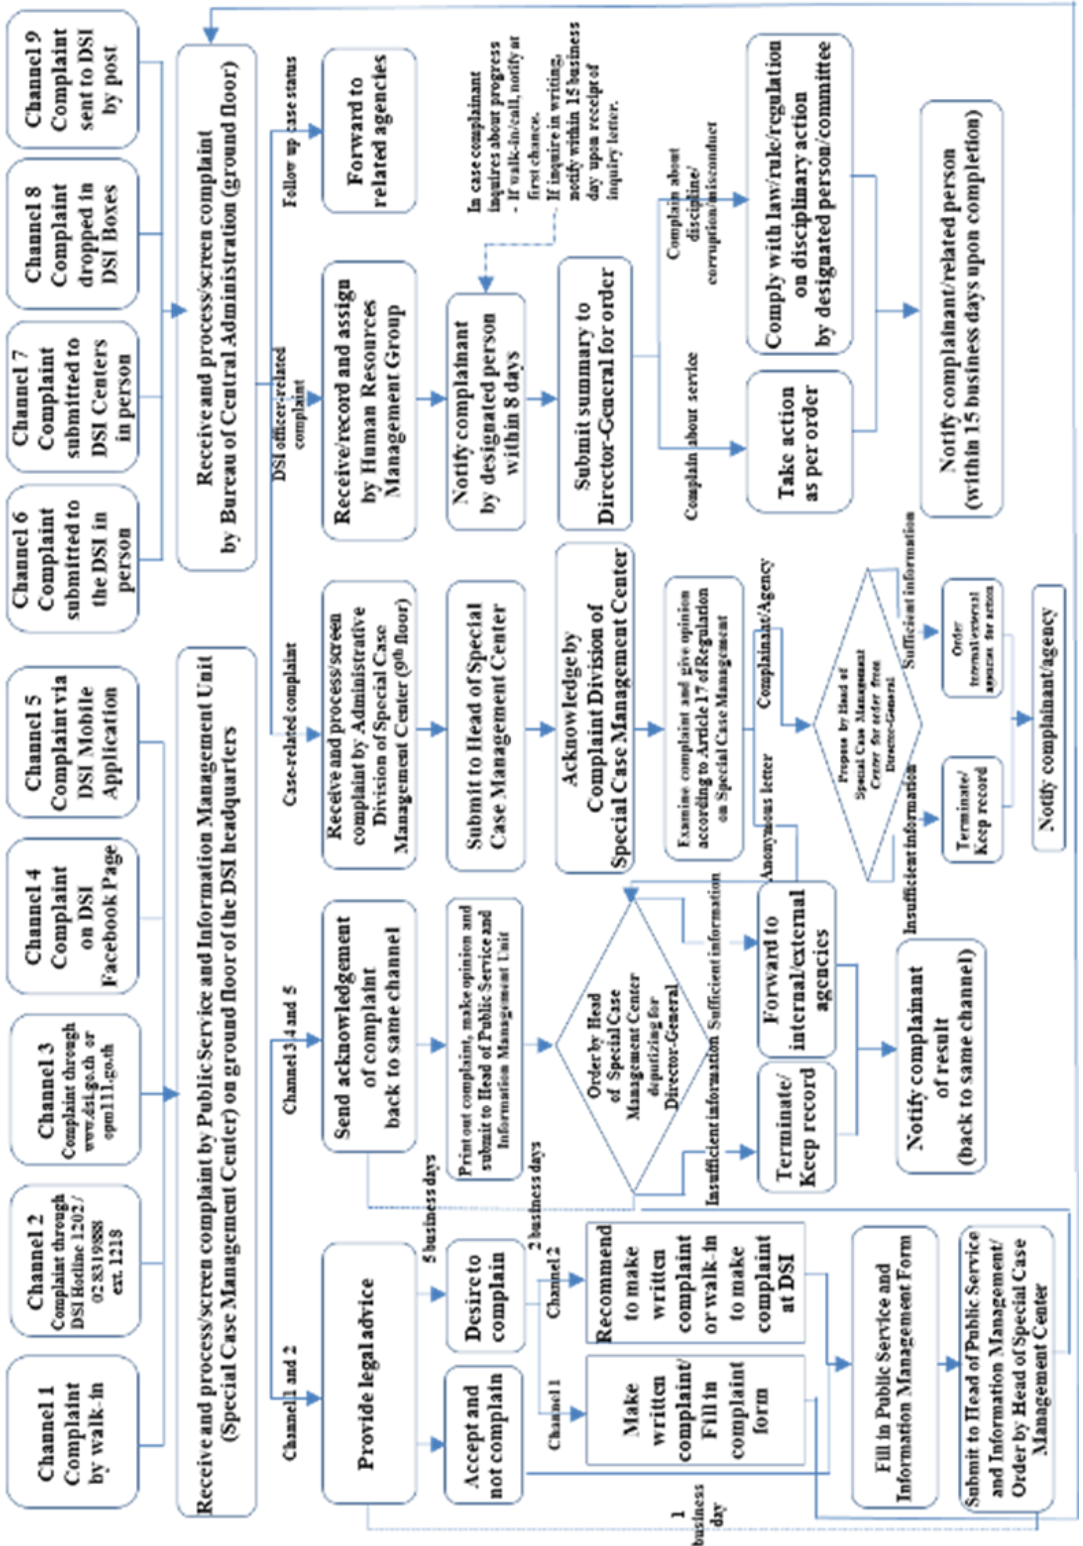 Channel 1
Complaint
by walk-in
Channel 2
Complaint through
DSI Hotline 1202/
02 8319888
ext. 1218
Channel 3
Complaint through
www.dsi.go.th or
opm111.go.th
Channel 4
Complaint
on DSI
Facebook Page
Channel 5
Complaint via
DSI Mobile
Application
Channel 6
Complaint
submitted to
the DSI in
person
Channel 7
Complaint
submitted to
DSI Centers
in person
Channel 8
Complaint
dropped in
DSI Boxes
Channel 9
Complaint
sent to DSI
by post
Receive and process/screen complaint by Public Service and Information Management Unit
(Special Case Management Center) on ground floor of the DSI headquarters
Receive and process/screen complaint
by Bureau of Central Administration (ground floor)
Channel 1 and 2
Channel 3 4 and 5
Case-related complaint
DSI officer-related
complaint
Follow up case status
Provide legal advice
Send acknowledgement
of complaint
back to same channel
Receive and process/screen
complaint by Administrative
Division of Special Case
Management Center (9th floor)
Receive/record and assign
by Human Resources
Management Group
Forward to
related agencies
5 business days
Accept and
not complain
Desire to
complain
Print out complaint, make opinion and
submit to Head of Public Service and
Information Management Unit
Submit to Head of Special
Case Management Center
Notify complainant
by designated person
within 8 days
In case complainant
inquires about progress
- If walk-in/call, notify at
first chance.
- If inquire in writing,
notify within 15 business
day upon receipt of
inquiry letter.
2 business days
Channel 1
Channel 2
Make
written
complaint/
Fill in
complaint
form
Recommend
to make
written
complaint
or walk-in
to make
complaint
at DSI
Order by Head
of Special Case
Management Center
deputizing for
Director-General
Acknowledge by
Complaint Division of
Special Case Management Center
Submit summary to
Director-General for order
Examine complaint and give opinion
according to Article 17 of Regulation
on Special Case Management
Complain about service
Complain about
discipline/
corruption/misconduct
1
business
day
Insufficient information
Sufficient information
Anonymous letter
Complainant/Agency
Terminate/
Keep record
Forward to
internal/external
agencies
Propose by Head of
Special Case Management
Center for order from
Director-General
Take action
as per order
Comply with law/rule/regulation
on disciplinary action
by designated person/committee
Fill in Public Service and
Information Management Form
Notify complainant
of result
(back to same channel)
Insufficient information
Sufficient information
Notify complainant/related person
(within 15 business days upon completion)
Submit to Head of Public Service
and Information Management/
Order by Head of Special Case
Management Center
Terminate/
Keep record
Order
internal/external
agencies for action
Notify complainant/agency